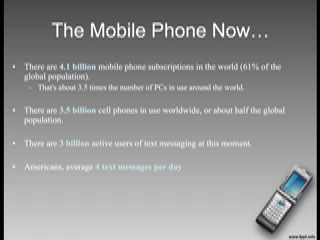 The Mobile Phone Now…
• There are 4.1 billion mobile phone subscriptions in the world (61% of the
global population).
– That's about 3.5 times the number of PCs in use around the world.
• There are 3.5 billion cell phones in use worldwide, or about half the global
population.
• There are 3 billion active users of text messaging at this moment.
• Americans, average 4 text messages per day